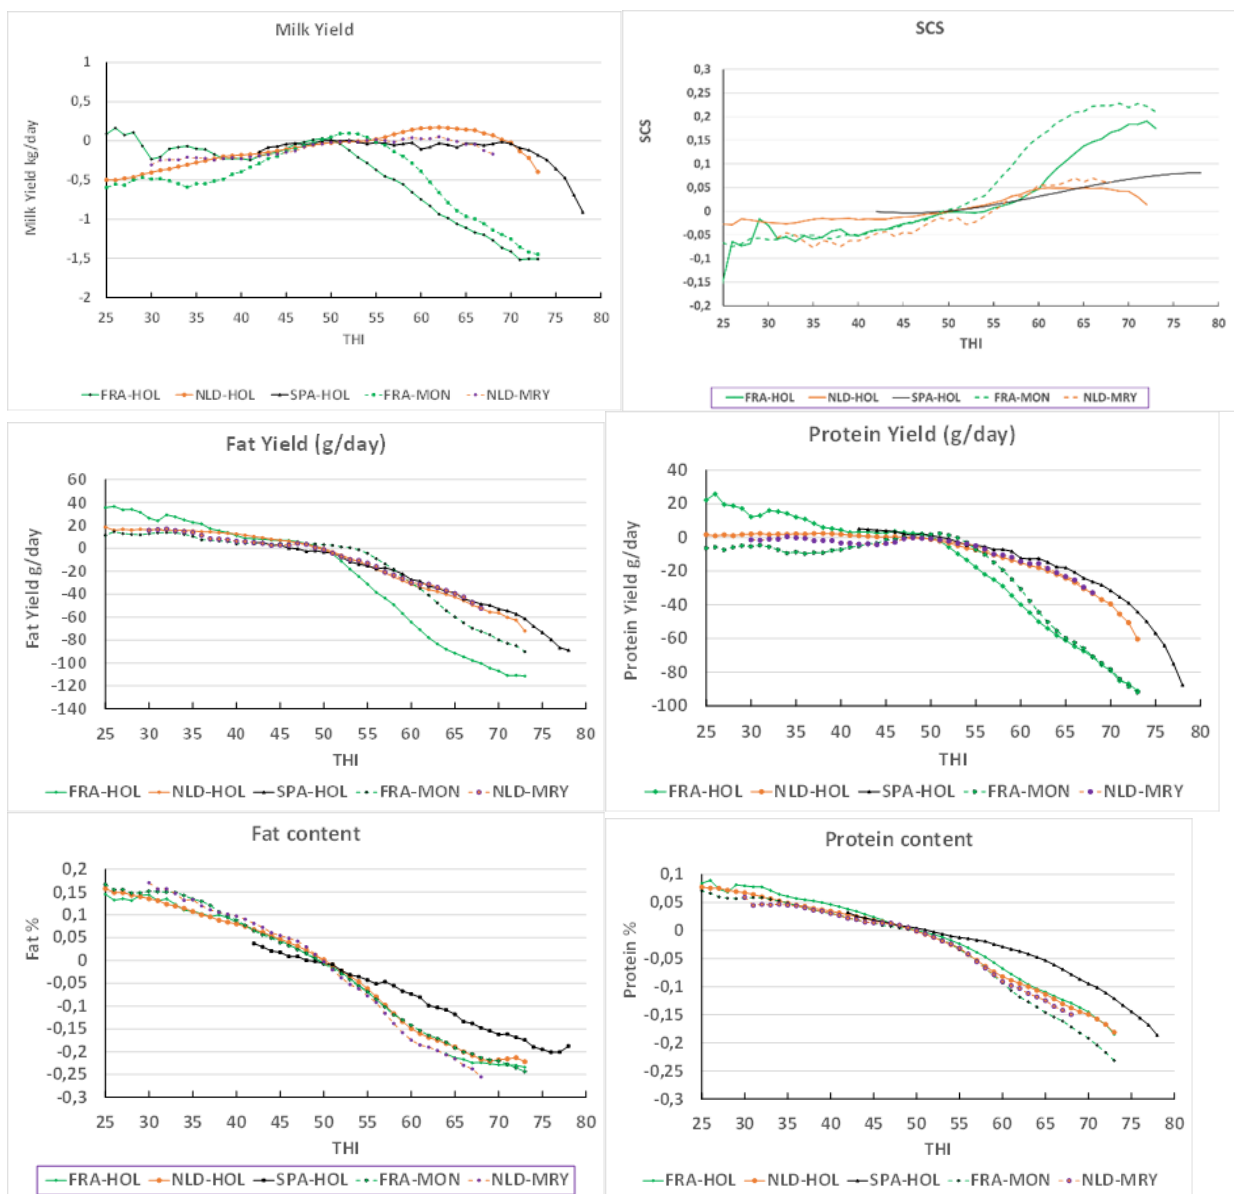 Milk Yield
1
0,5
0
-0,5
-1
-1,5
-2
Milk Yield kg/day
25 30 35 40 45 50 55 60 65 70 75 80
THI
FRA-HOL NLD-HOL SPA-HOL FRA-MON NLD-MRY
SCS
0,3
0,25
0,2
0,15
0,1
0,05
0
-0,05
-0,1
-0,15
-0,2
SCS
25 30 35 40 45 50 55 60 65 70 75 80
THI
FRA-HOL NLD-HOL SPA-HOL FRA-MON NLD-MRY
Fat Yield (g/day)
60
40
20
0
-20
-40
-60
-80
-100
-120
-140
Fat Yield g/day
25 30 35 40 45 50 55 60 65 70 75 80
THI
FRA-HOL NLD-HOL SPA-HOL FRA-MON NLD-MRY
Protein Yield (g/day)
40
20
0
-20
-40
-60
-80
-100
Protein Yield g/day
25 30 35 40 45 50 55 60 65 70 75 80
THI
FRA-HOL NLD-HOL SPA-HOL FRA-MON NLD-MRY
Fat content
0,2
0,15
0,1
0,05
0
-0,05
-0,1
-0,15
-0,2
-0,25
-0,3
Fat %
25 30 35 40 45 50 55 60 65 70 75 80
THI
FRA-HOL NLD-HOL SPA-HOL FRA-MON NLD-MRY
Protein content
0,1
0,05
0
-0,05
-0,1
-0,15
-0,2
-0,25
-0,3
Protein %
25 30 35 40 45 50 55 60 65 70 75 80
THI
FRA-HOL NLD-HOL SPA-HOL FRA-MON NLD-MRY